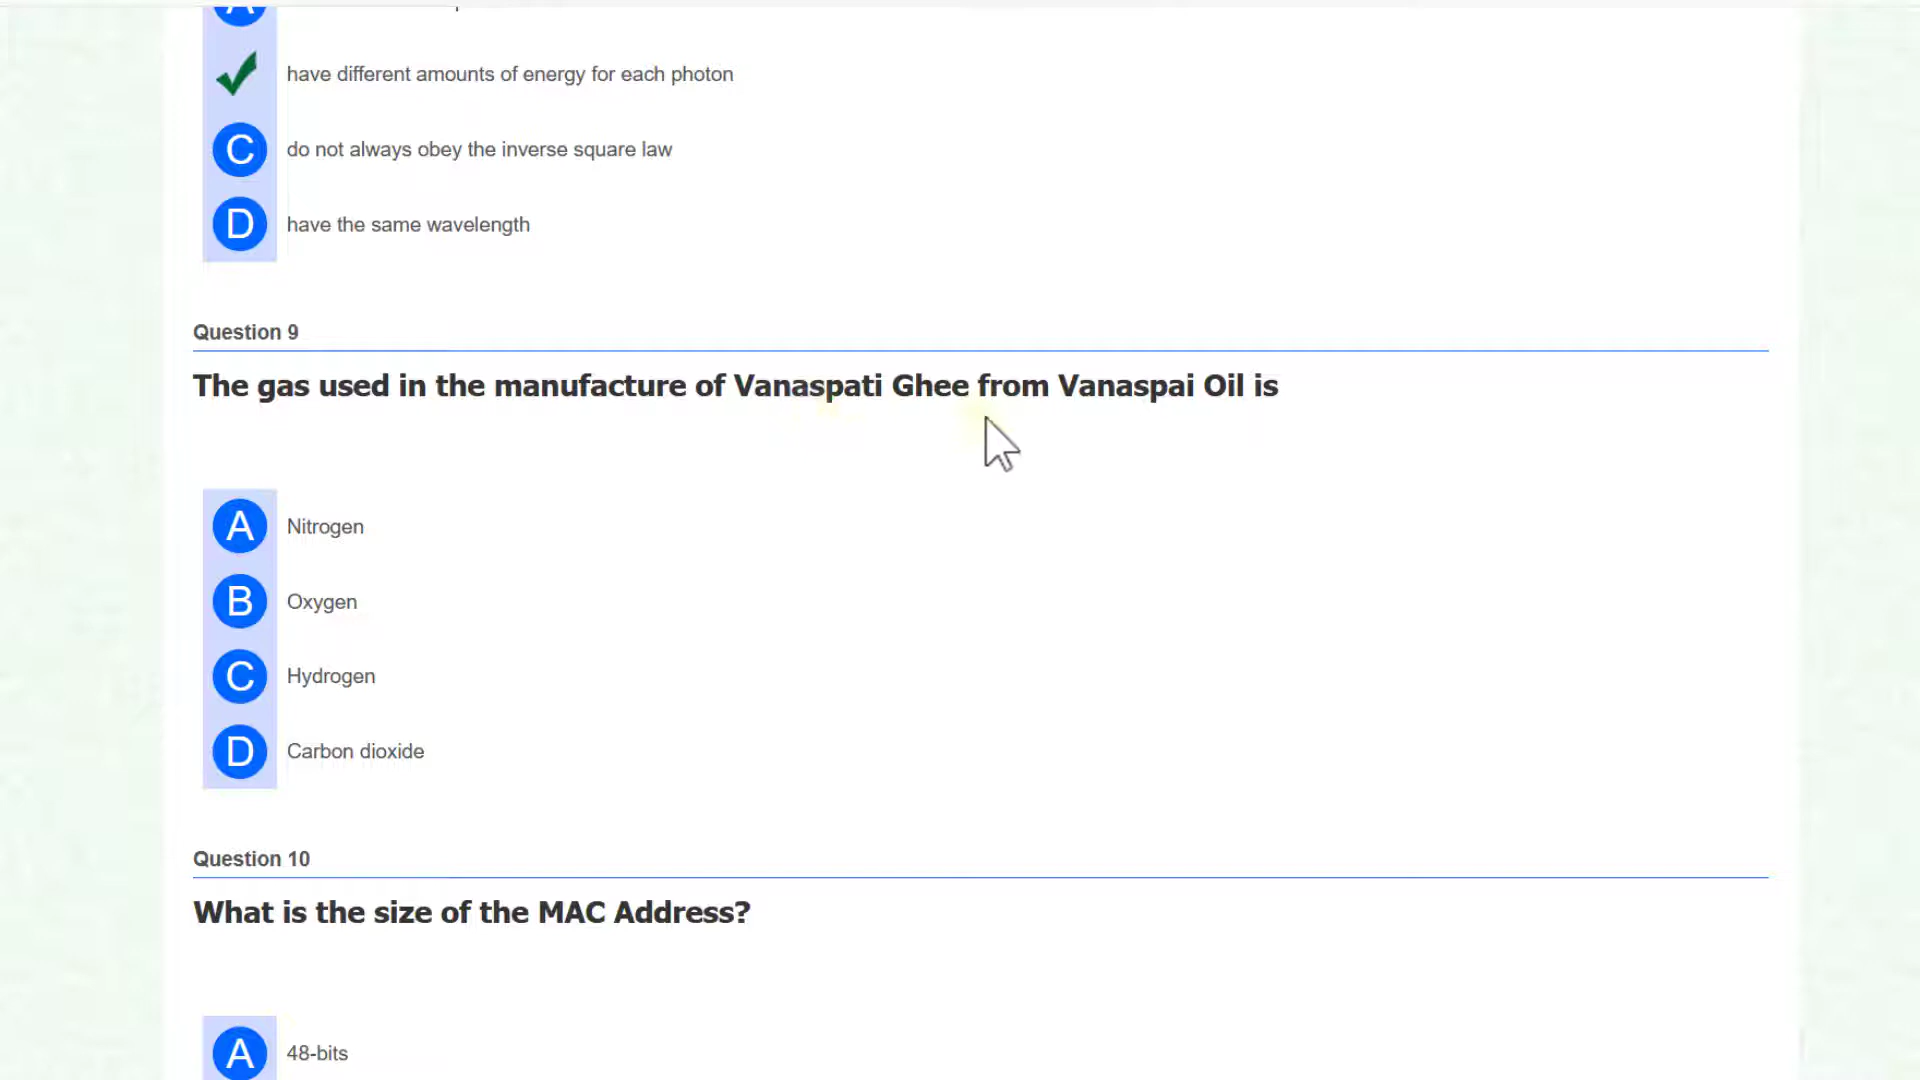 have different amounts of energy for each photon
C do not always obey the inverse square law
D have the same wavelength
Question 9
The gas used in the manufacture of Vanaspati Ghee from Vanaspai Oil is
A Nitrogen
B Oxygen
C Hydrogen
D Carbon dioxide
Question 10
What is the size of the MAC Address?
A 48-bits